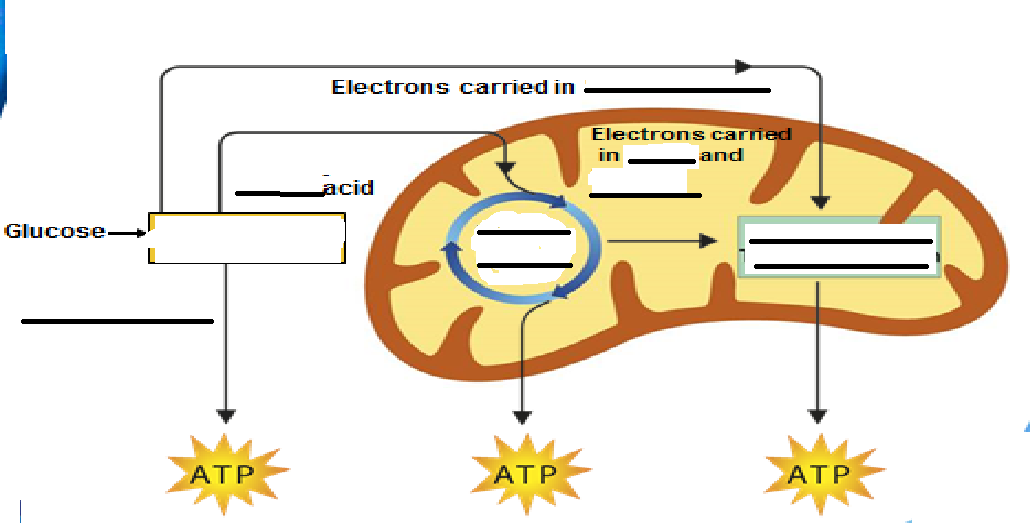 Electrons carried in
Electrons carried
in and
acid
Glucose
ATP
ATP
ATP